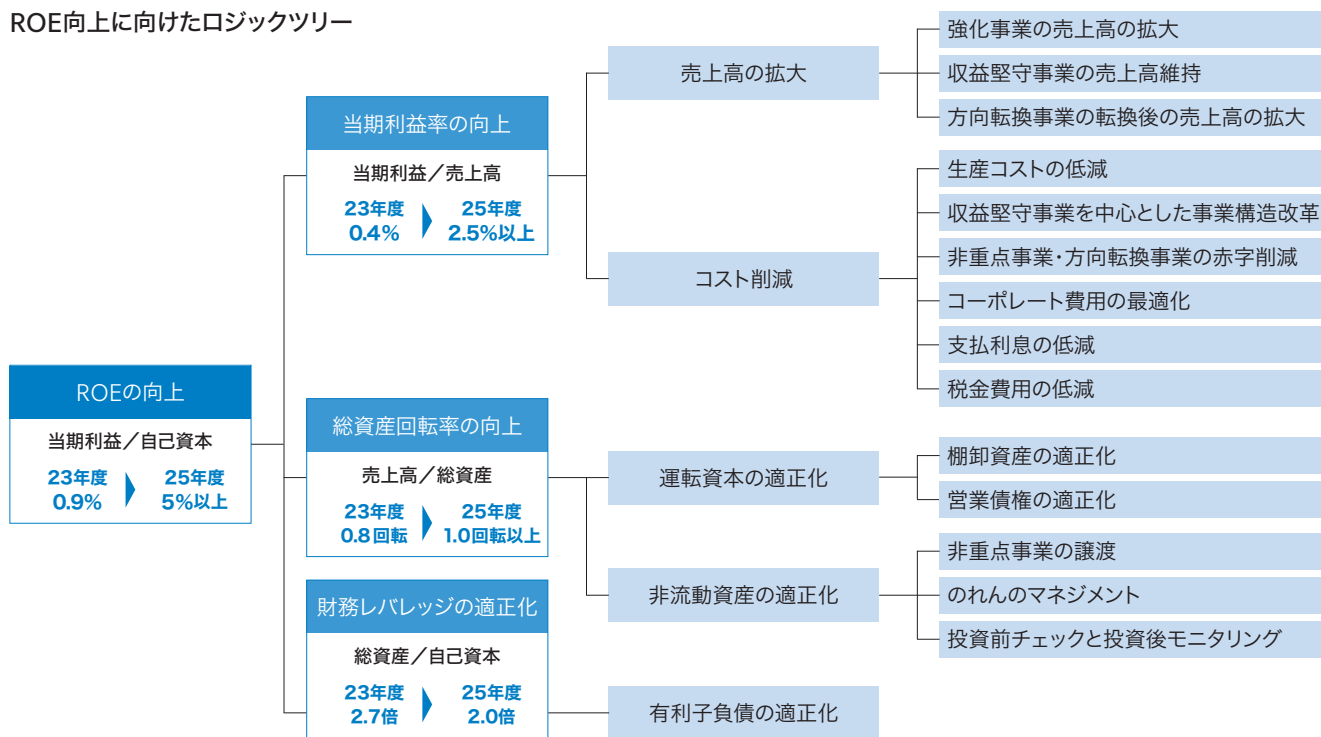 ROE向上に向けたロジックツリー
ROEの向上
当期利益／自己資本
23年度 25年度
0.9% 5%以上
当期利益率の向上
当期利益／売上高
23年度 25年度
0.4% 2.5%以上
売上高の拡大
強化事業の売上高の拡大
収益堅守事業の売上高維持
方向転換事業の転換後の売上高の拡大
コスト削減
生産コストの低減
収益堅守事業を中心とした事業構造改革
非重点事業・方向転換事業の赤字削減
コーポレート費用の最適化
支払利息の低減
税金費用の低減
総資産回転率の向上
売上高／総資産
23年度 25年度
0.8回転 1.0回転以上
運転資本の適正化
棚卸資産の適正化
営業債権の適正化
非流動資産の適正化
非重点事業の譲渡
のれんのマネジメント
投資前チェックと投資後モニタリング
財務レバレッジの適正化
総資産／自己資本
23年度 25年度
2.7倍 2.0倍
有利子負債の適正化